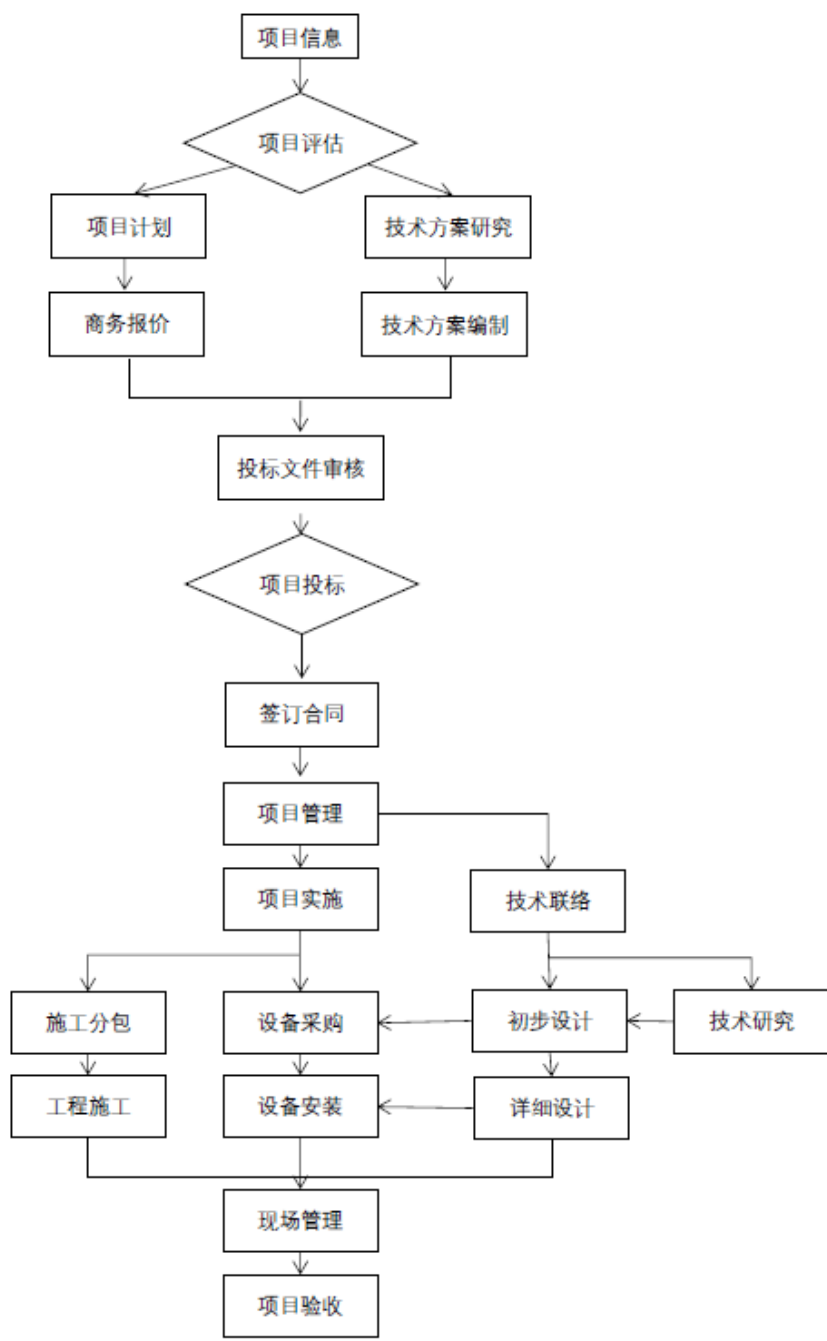 项目信息
项目评估
项目计划
技术方案研究
商务报价
技术方案编制
投标文件审核
项目投标
签订合同
项目管理
项目实施
技术联络
施工分包
设备采购
初步设计
技术研究
工程施工
设备安装
详细设计
现场管理
项目验收